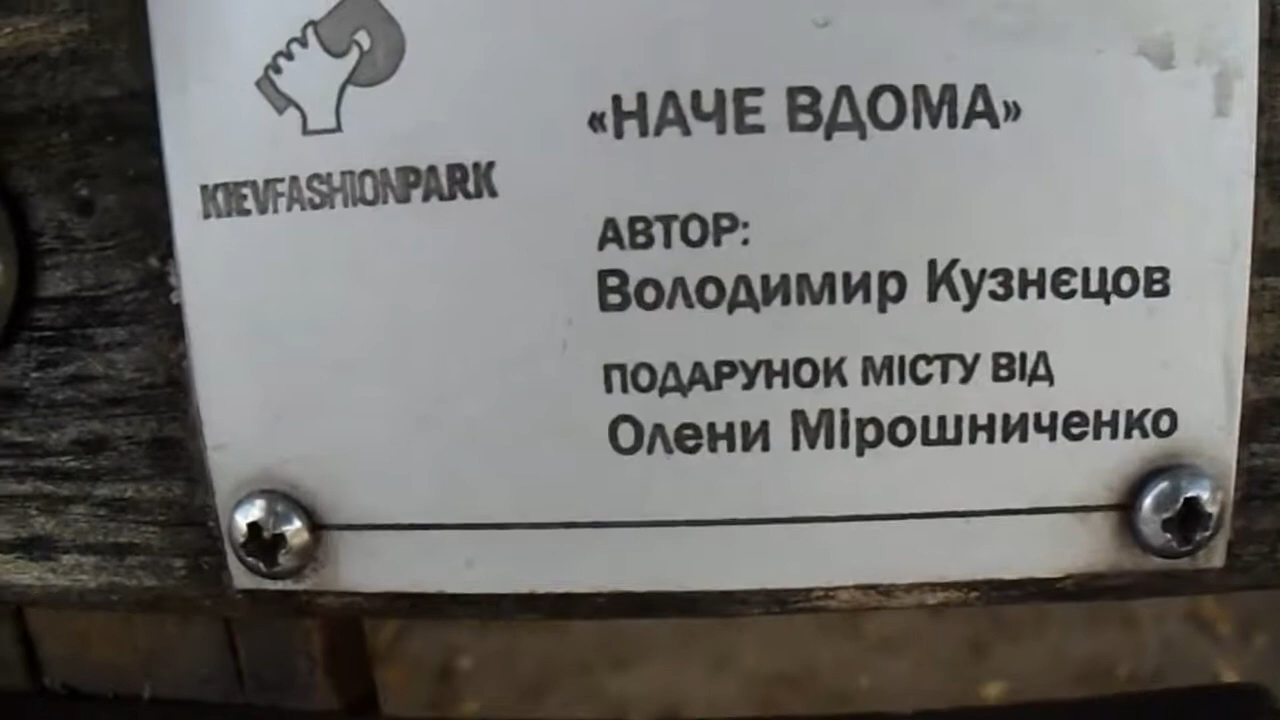 KIEVFASHIONPARK
«НАЧЕ ВДОМА»
АВТОР:
Володимир Кузнєцов
ПОДАРУНОК МІСТУ ВІД
Олени Мірошниченко